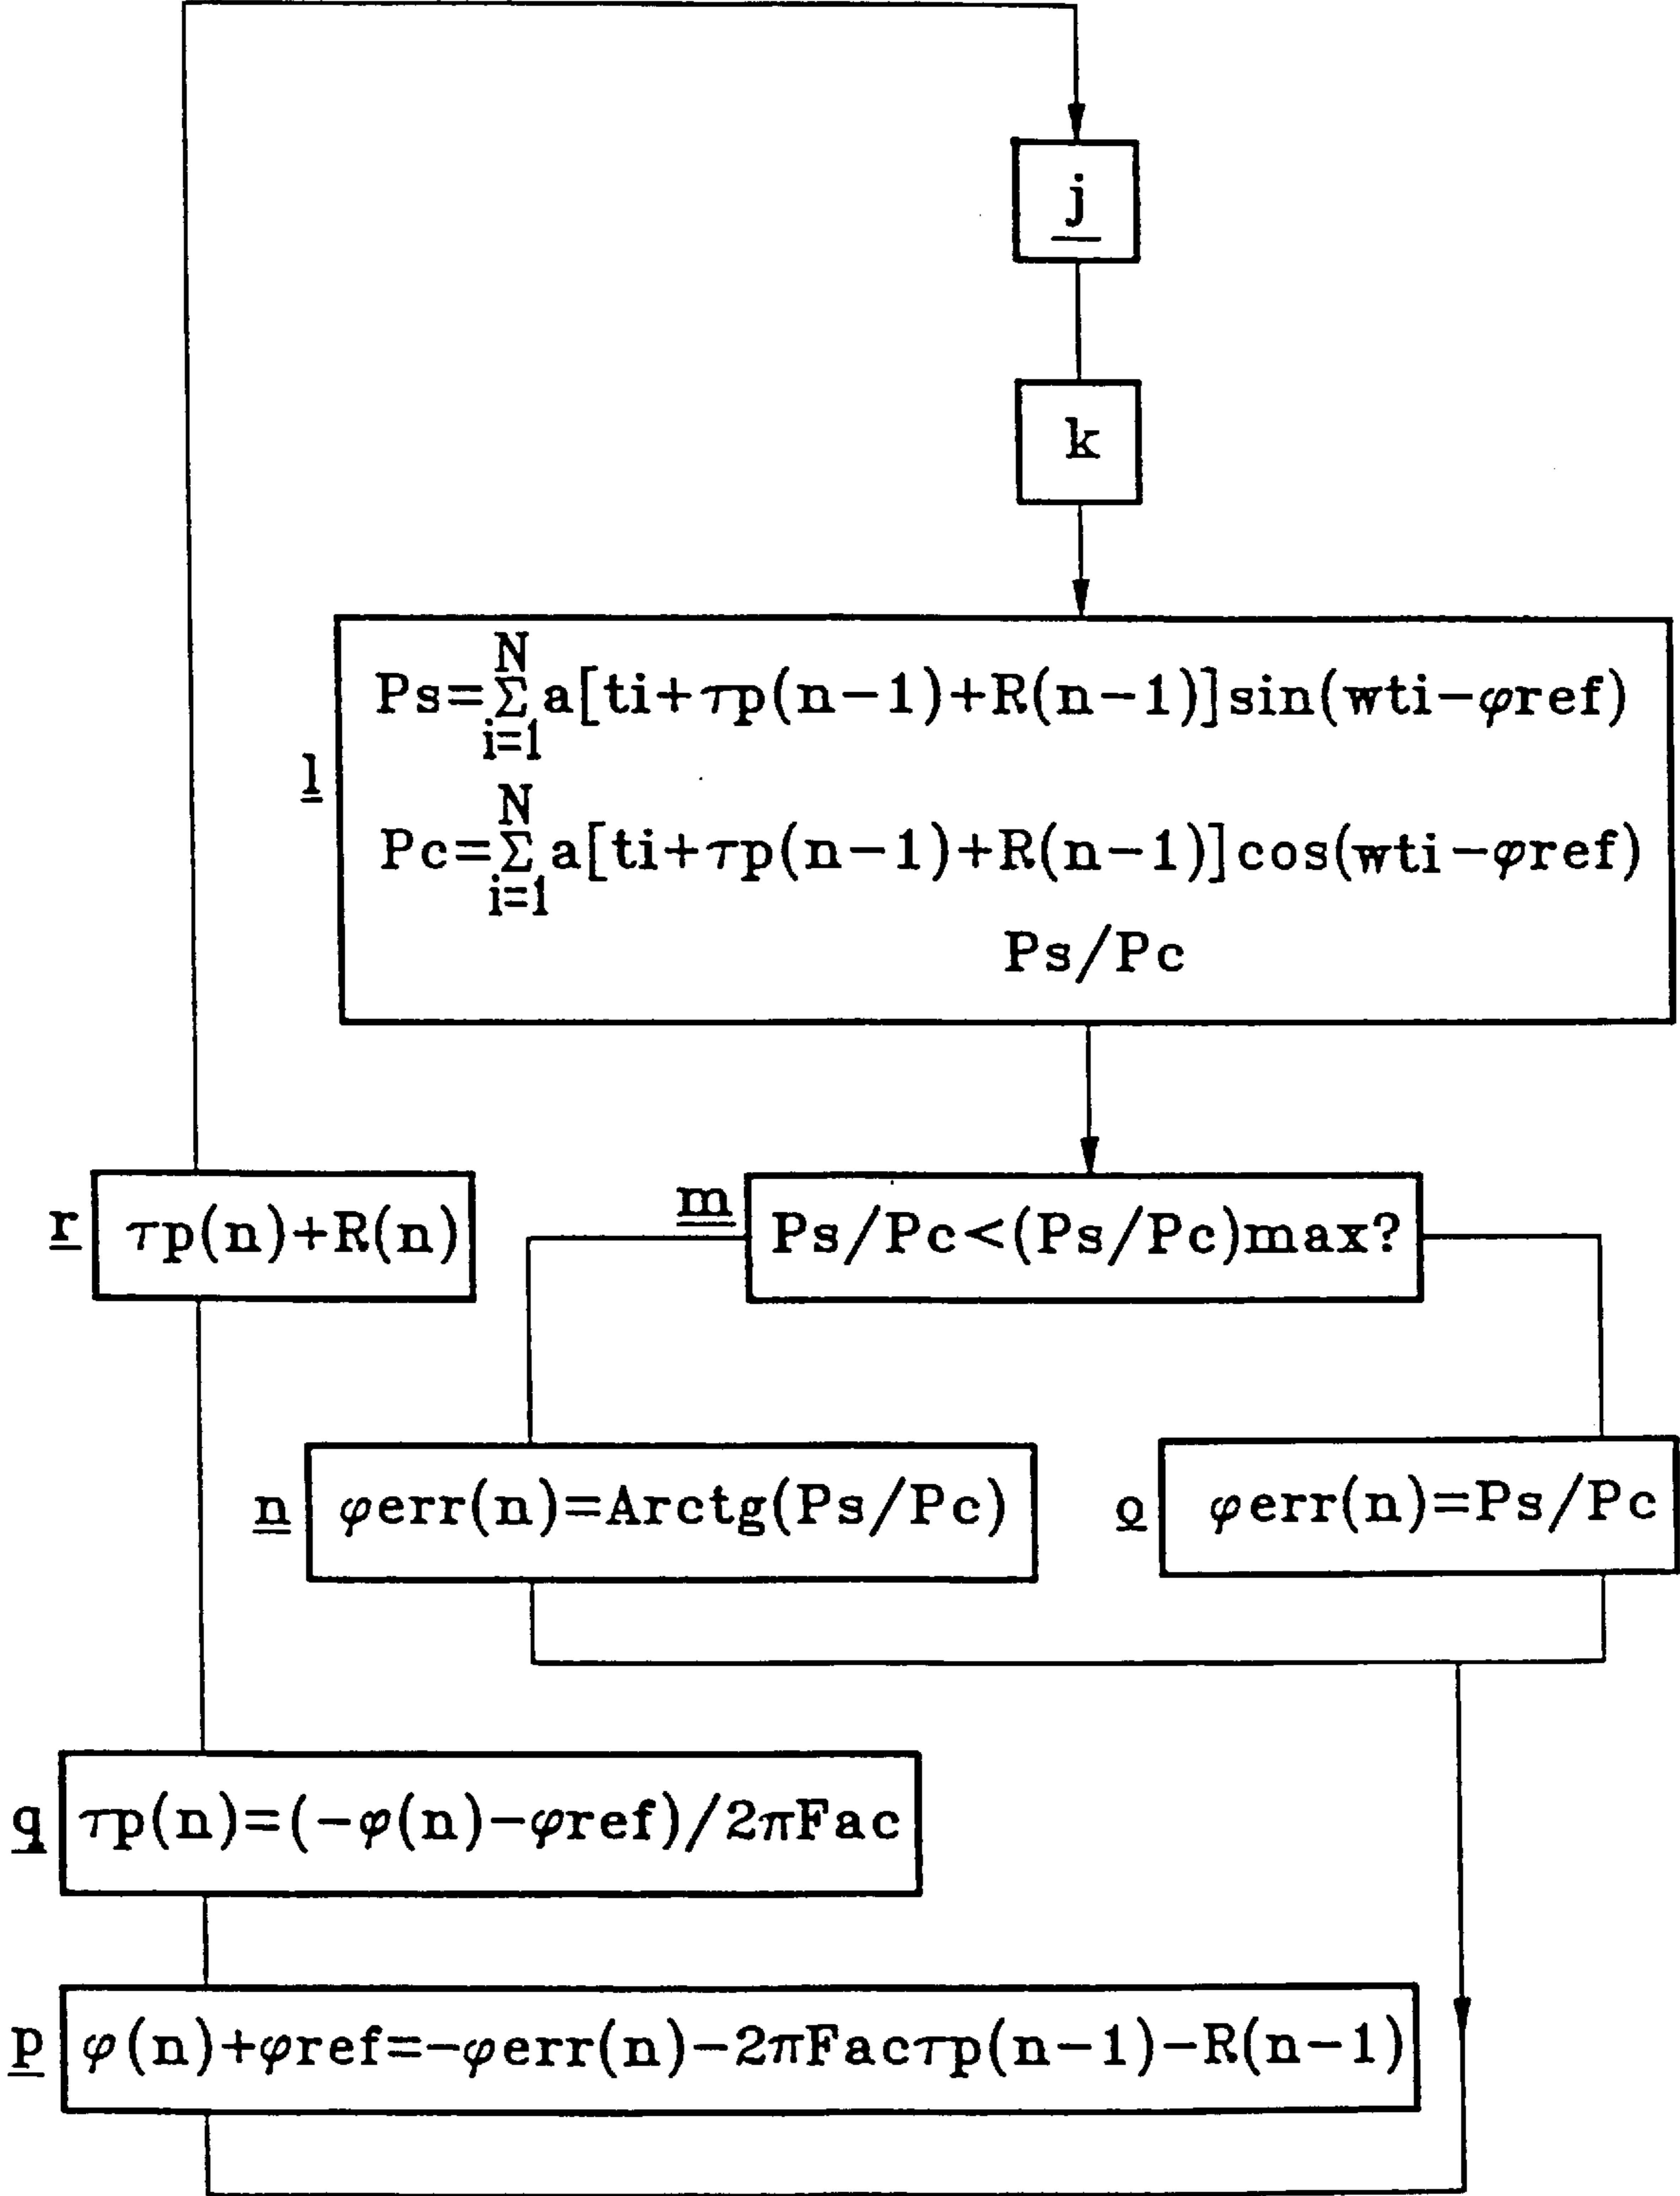 j
k
l
N
Ps=Σa[ti+τp(n-1)+R(n-1)]sin(wti-φref)
i=1
N
Pc=Σa[ti+τp(n-1)+R(n-1)]cos(wti-φref)
i=1
Ps/Pc
r τp(n)+R(n)
m Ps/Pc<(Ps/Pc)max?
n φerr(n)=Arctg(Ps/Pc)
o φerr(n)=Ps/Pc
q τp(n)=(-φ(n)-φref)/2πFac
p φ(n)+φref=-φerr(n)-2πFacτp(n-1)-R(n-1)